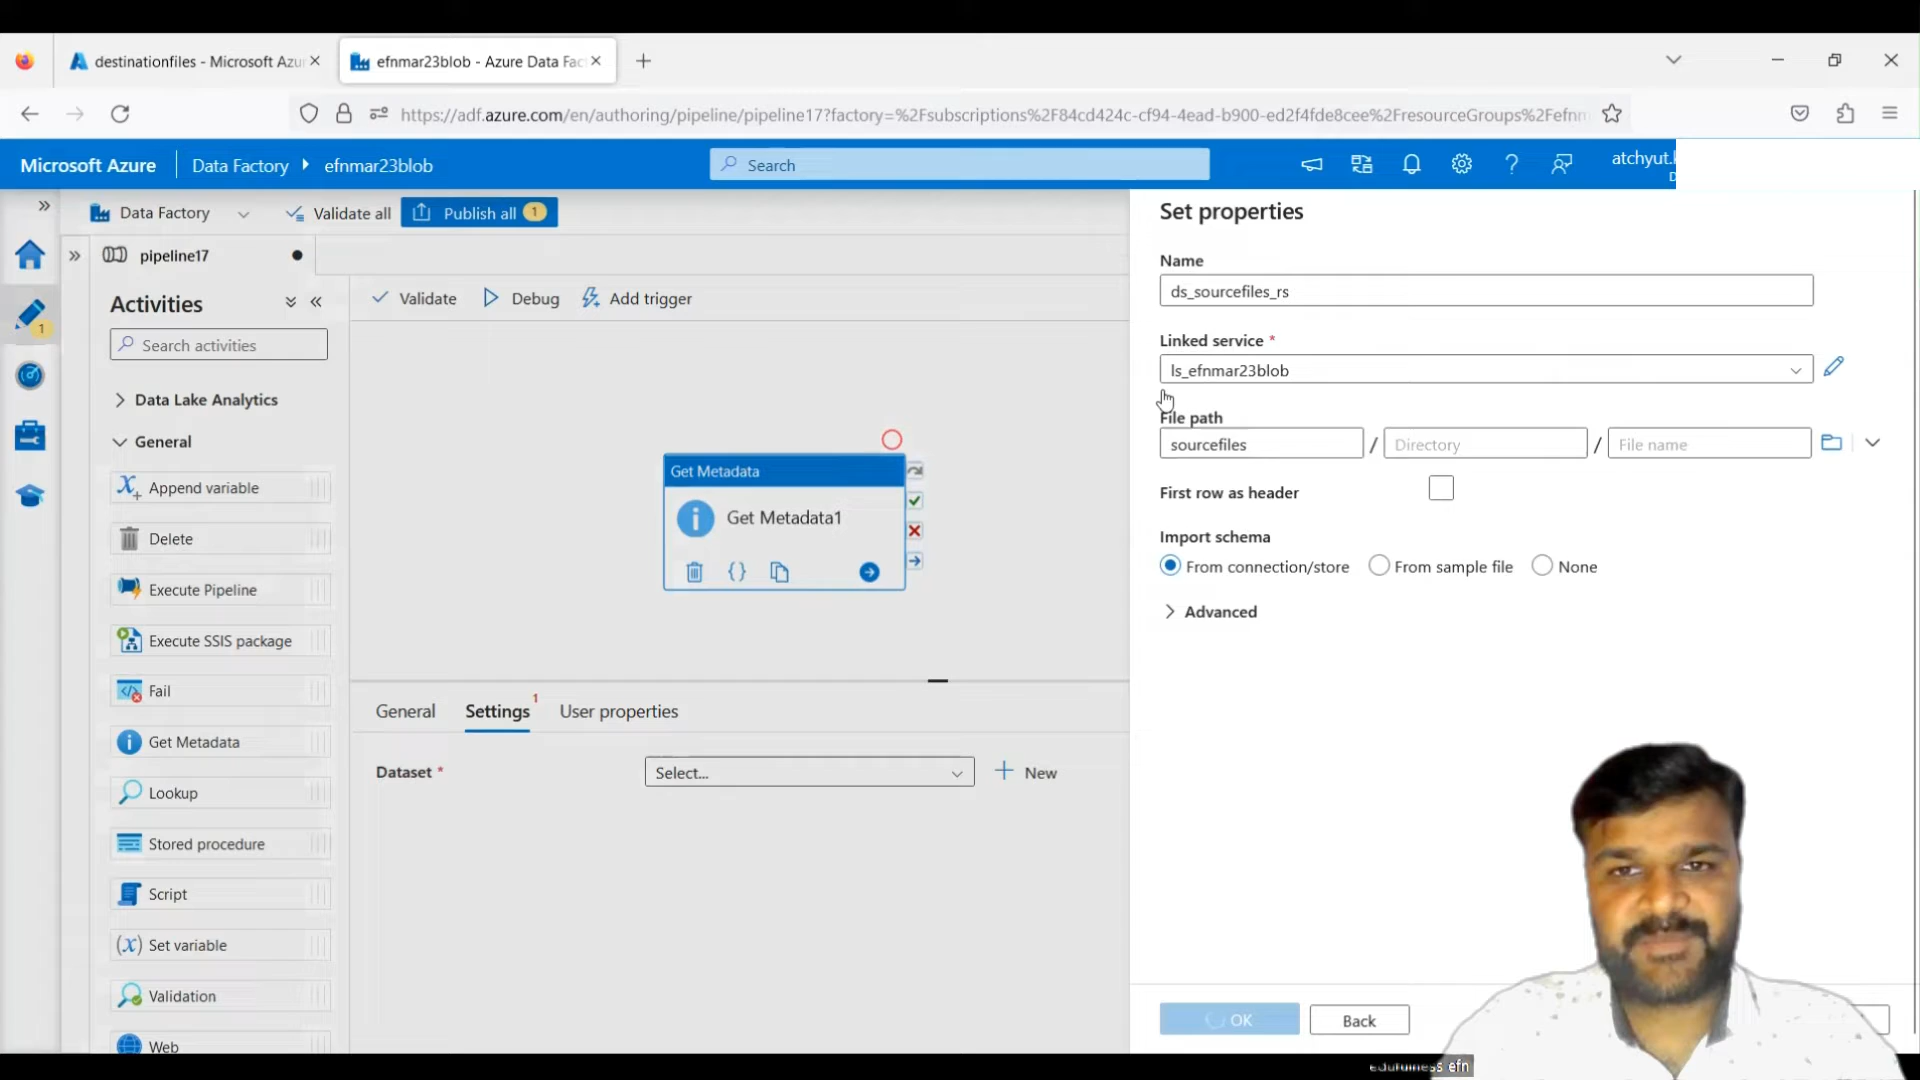 destinationfiles - Microsoft Azu
efnmar23blob - Azure Data Fac
https://adf.azure.com/en/authoring/pipeline/pipeline17?factory=%2Fsubscriptions%2F84cd424c-cf94-4ead-b900-ed2f4fde8cee%2FresourceGroups%2Fefnm
Microsoft Azure
Data Factory
efnmar23blob
Search
atchyut.k
D
Data Factory
Validate all
Publish all
1
pipeline17
1
Activities
Search activities
Data Lake Analytics
General
Append variable
Delete
Execute Pipeline
Execute SSIS package
Fail
Get Metadata
Lookup
Stored procedure
Script
Set variable
Validation
Web
Validate
Debug
Add trigger
Get Metadata
Get Metadata1
General
Settings
1
User properties
Dataset *
Select...
New
Set properties
Name
ds_sourcefiles_rs
Linked service *
ls_efnmar23blob
File path
sourcefiles
/
Directory
/
File name
First row as header
Import schema
From connection/store
From sample file
None
Advanced
OK
Back
efn